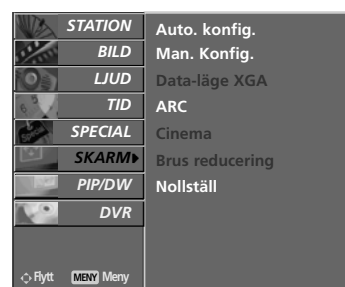 STATION
BILD
LJUD
TID
SPECIAL
SKARM
PIP/DW
DVR
Flytt MENY Meny
Auto. konfig.
Man. Konfig.
Data-läge XGA
ARC
Cinema
Brus reducering
Nollställ